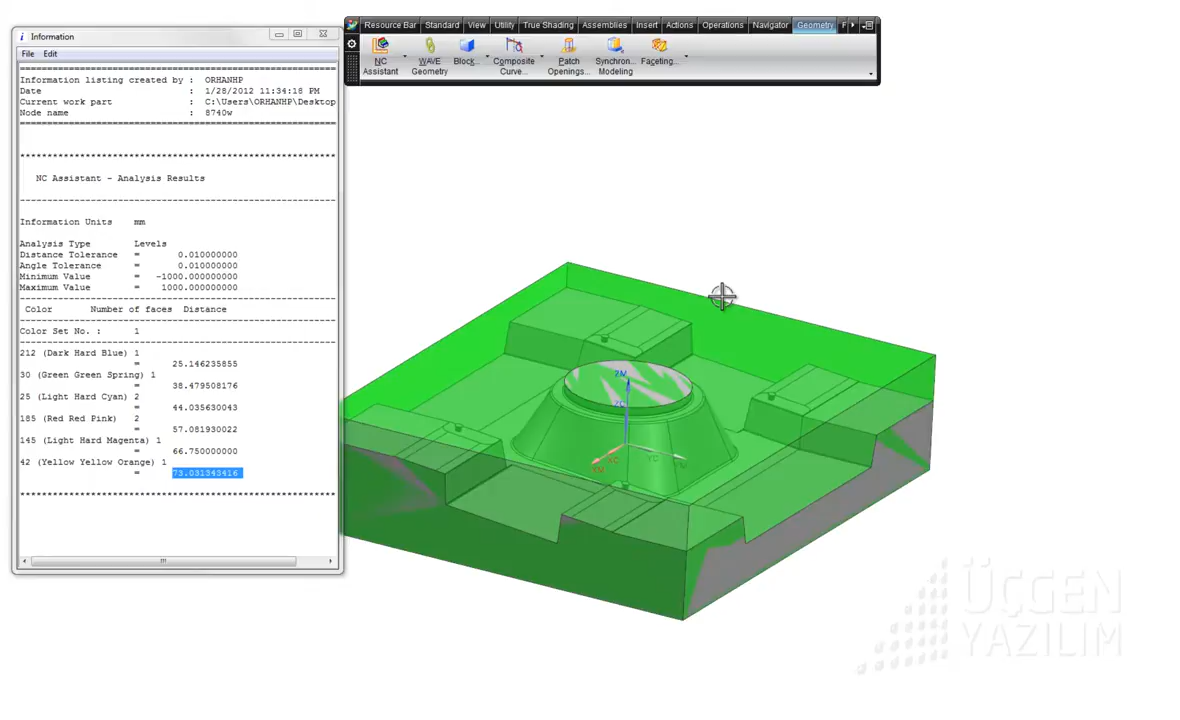 Information
File Edit
Information listing created by : ORHANHP
Date : 1/28/2012 11:34:18 PM
Current work part : C:\Users\ORHANHP\Desktop
Node name : 8740w
NC Assistant - Analysis Results
Information Units mm
Analysis Type Levels
Distance Tolerance = 0.010000000
Angle Tolerance = 0.010000000
Minimum Value = -1000.000000000
Maximum Value = 1000.000000000
Color Number of faces Distance
Color Set No. : 1
212 (Dark Hard Blue) 1
= 25.146235855
30 (Green Green Spring) 1
= 38.479508176
25 (Light Hard Cyan) 2
= 44.035630043
185 (Red Red Pink) 2
= 57.081930022
145 (Light Hard Magenta) 1
= 66.750000000
42 (Yellow Yellow Orange) 1
= 73.031343416
Resource Bar Standard View Utility True Shading Assemblies Insert Actions Operations Navigator Geometry F
NC Assistant
WAVE Geometry
Block...
Composite Curve...
Patch Openings...
Synchron... Modeling
Faceting...
ZM
ZC
XC
YC
YM
XM
ÜÇGEN
YAZILIM